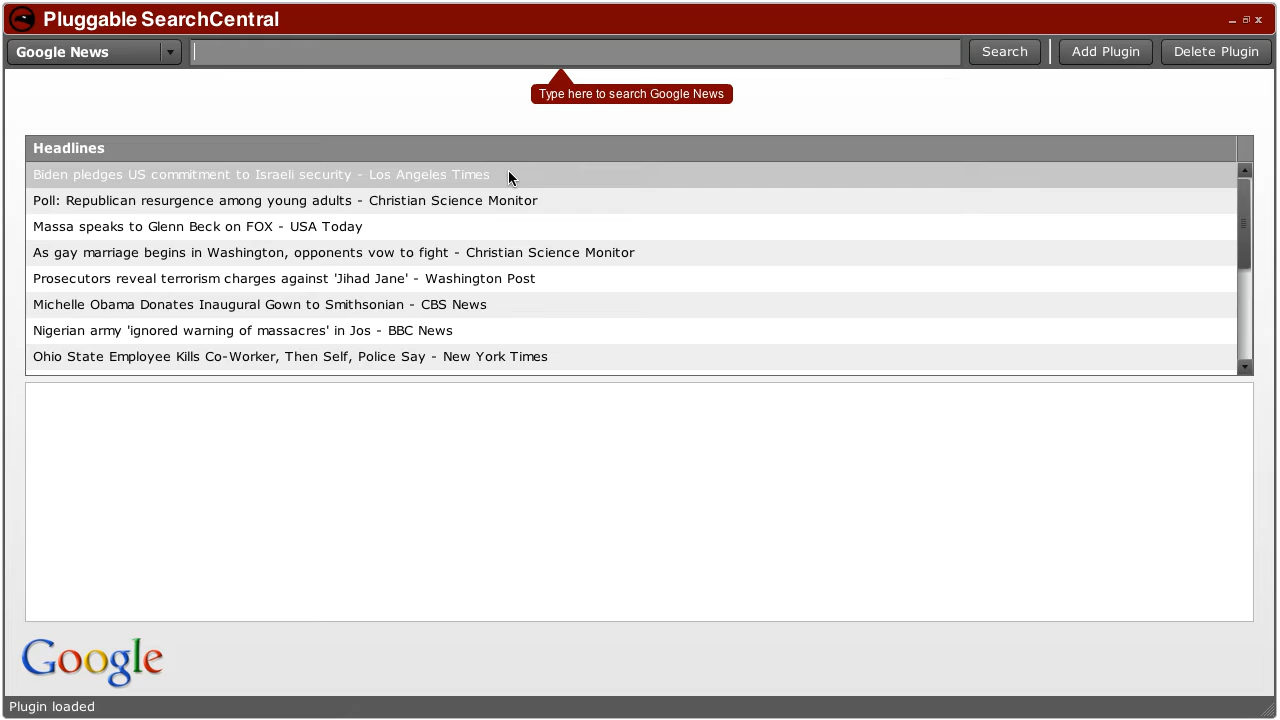 Pluggable SearchCentral
Google News
Search
Add Plugin
Delete Plugin
Type here to search Google News
Headlines
Biden pledges US commitment to Israeli security - Los Angeles Times
Poll: Republican resurgence among young adults - Christian Science Monitor
Massa speaks to Glenn Beck on FOX - USA Today
As gay marriage begins in Washington, opponents vow to fight - Christian Science Monitor
Prosecutors reveal terrorism charges against 'Jihad Jane' - Washington Post
Michelle Obama Donates Inaugural Gown to Smithsonian - CBS News
Nigerian army 'ignored warning of massacres' in Jos - BBC News
Ohio State Employee Kills Co-Worker, Then Self, Police Say - New York Times
Google
Plugin loaded